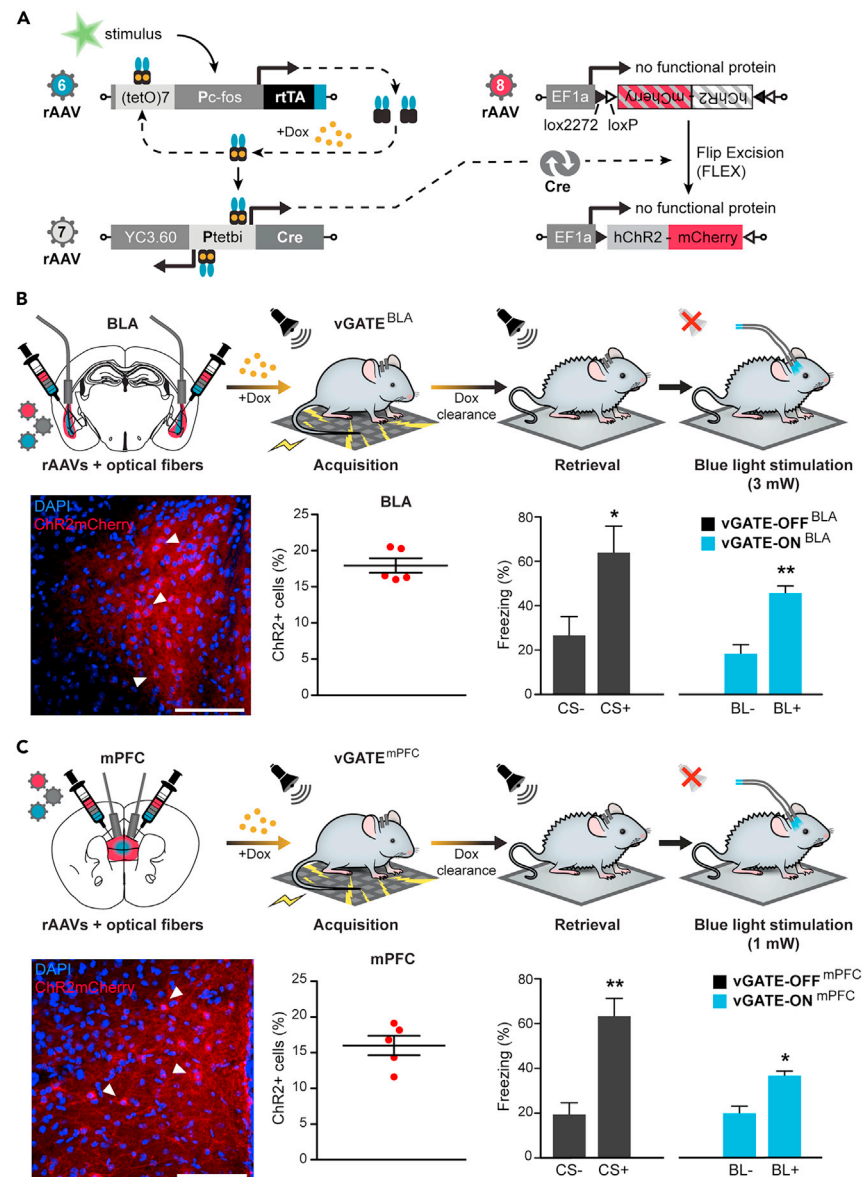 A
stimulus
6
rAAV
(tetO)7
Pc-fos
rtTA
+Dox
7
rAAV
YC3.60
Ptetbi
Cre
Cre
8
rAAV
no functional protein
EF1a
mCherry
-
hChR2
lox2272
loxP
Flip Excision
(FLEX)
no functional protein
EF1a
hChR2
-
mCherry
B
BLA
vGATE BLA
+Dox
Dox
clearance
rAAVs + optical fibers
Acquisition
Retrieval
Blue light stimulation
(3 mW)
DAPI
ChR2mCherry
BLA
ChR2+ cells (%)
25
20
15
10
5
0
Freezing (%)
80
60
40
20
0
*
CS-
CS+
vGATE-OFF BLA
vGATE-ON BLA
**
BL-
BL+
C
mPFC
vGATE mPFC
+Dox
Dox
clearance
rAAVs + optical fibers
Acquisition
Retrieval
Blue light stimulation
(1 mW)
DAPI
ChR2mCherry
mPFC
ChR2+ cells (%)
25
20
15
10
5
0
Freezing (%)
80
60
40
20
0
**
CS-
CS+
vGATE-OFF mPFC
vGATE-ON mPFC
*
BL-
BL+